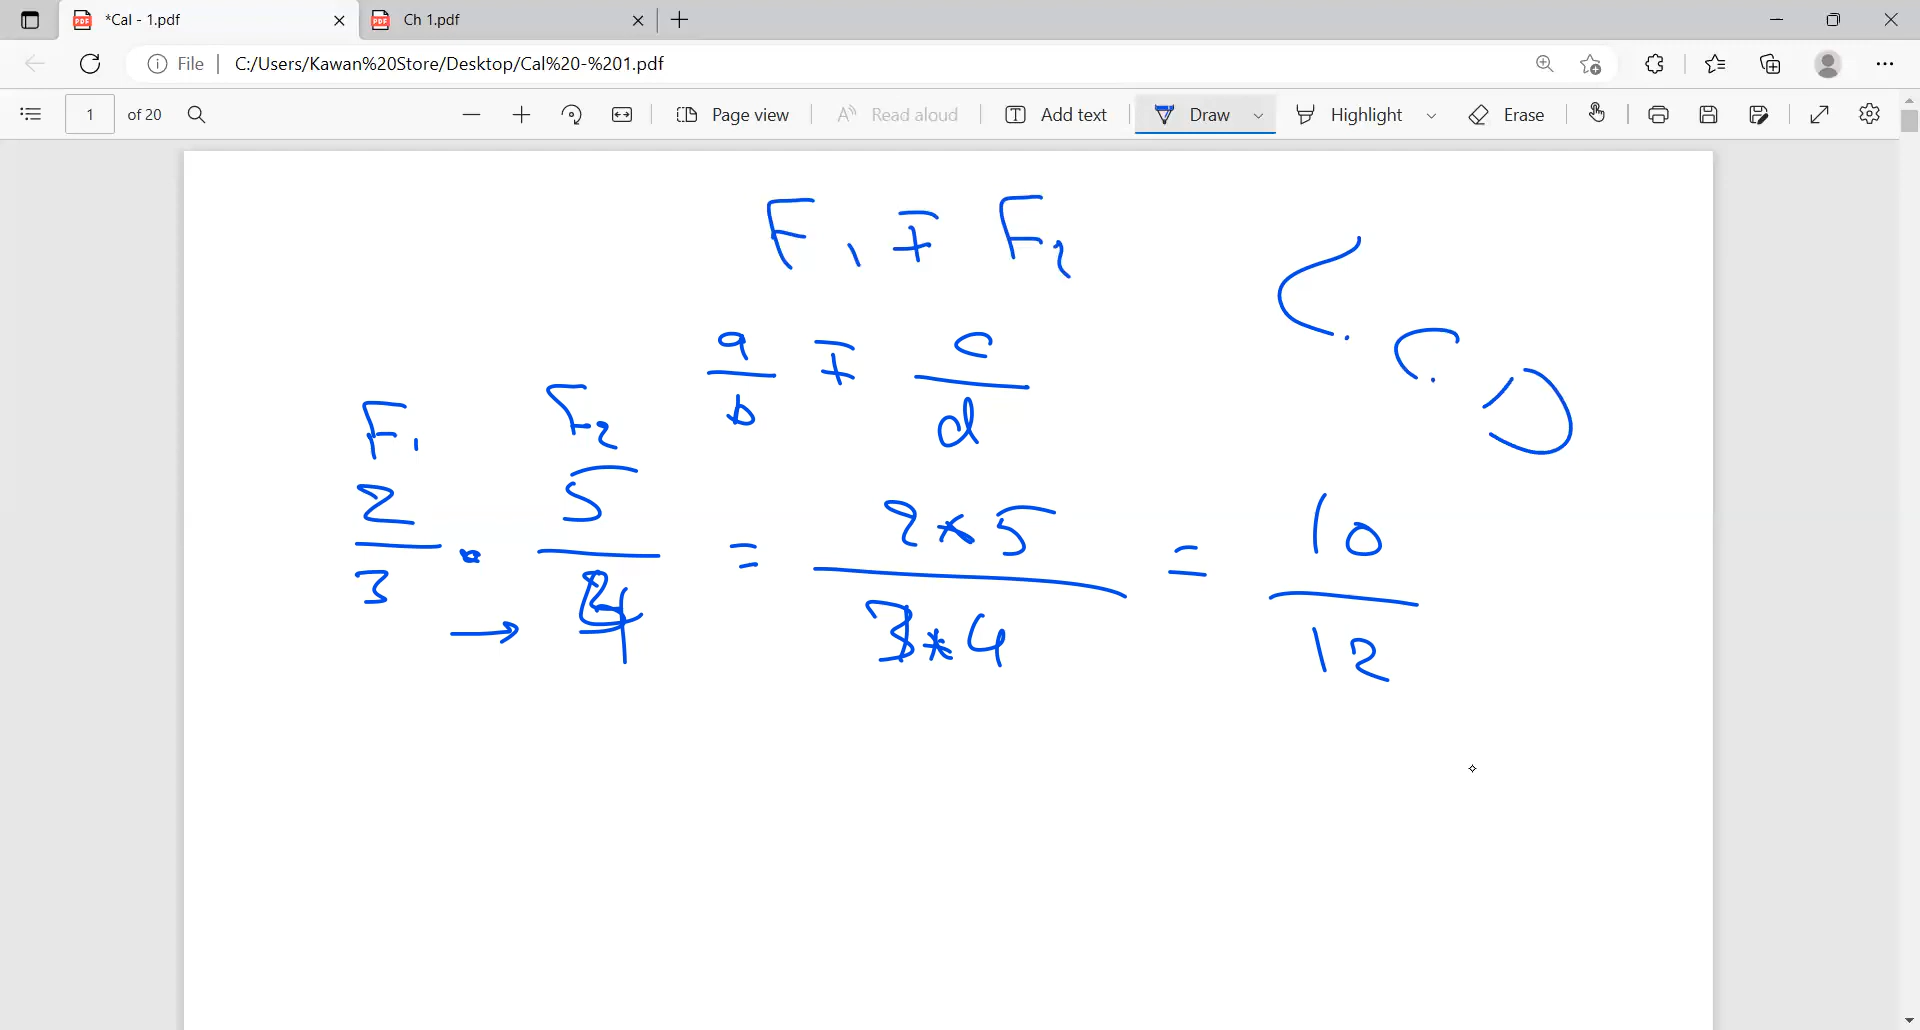 *Cal - 1.pdf
Ch 1.pdf
File C:/Users/Kawan%20Store/Desktop/Cal%20-%201.pdf
1 of 20 Page view Read aloud Add text Draw Highlight Erase
F₁ ∓ F₂
a/b ∓ c/d
F₁ F₂
2/3 · 5/4 = 2*5/3*4 = 10/12